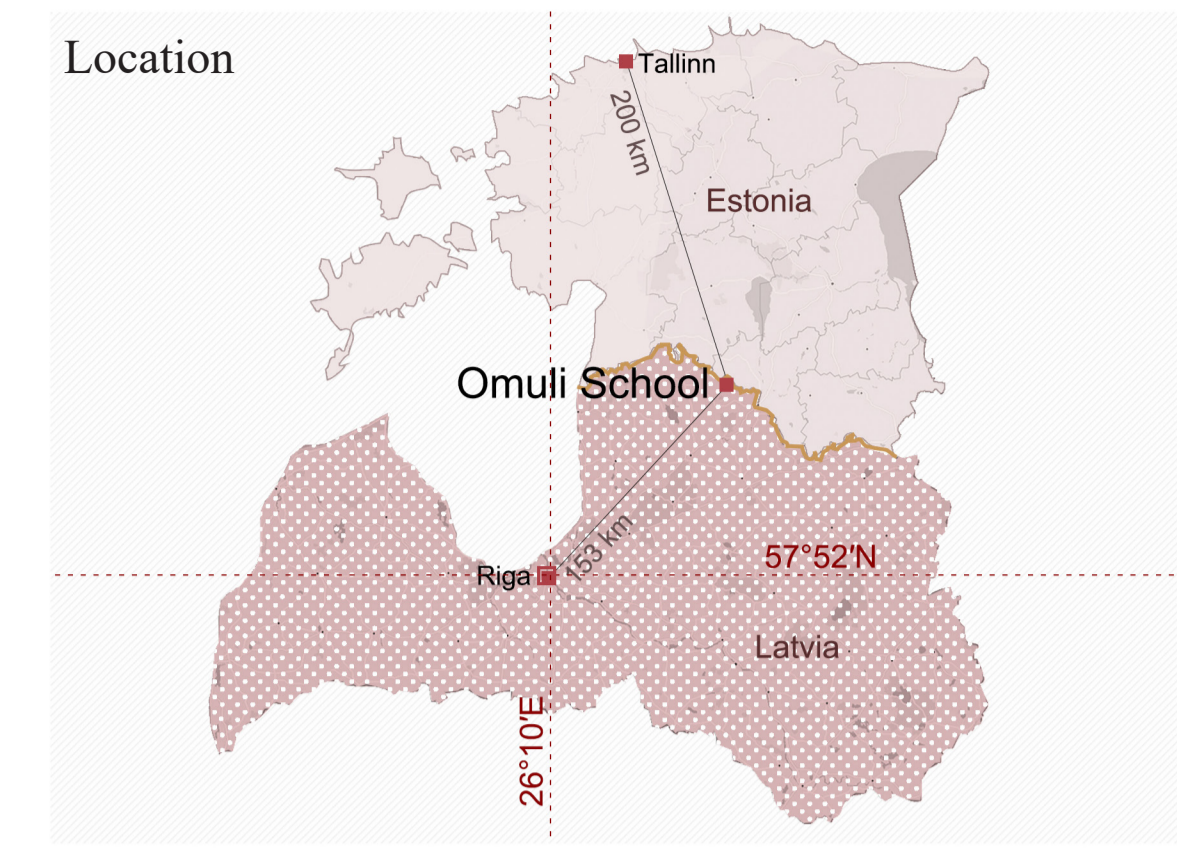 Location
Tallinn
200 km
Estonia
Omuli School
153 km
57°52'N
Riga
Latvia
26°10'E